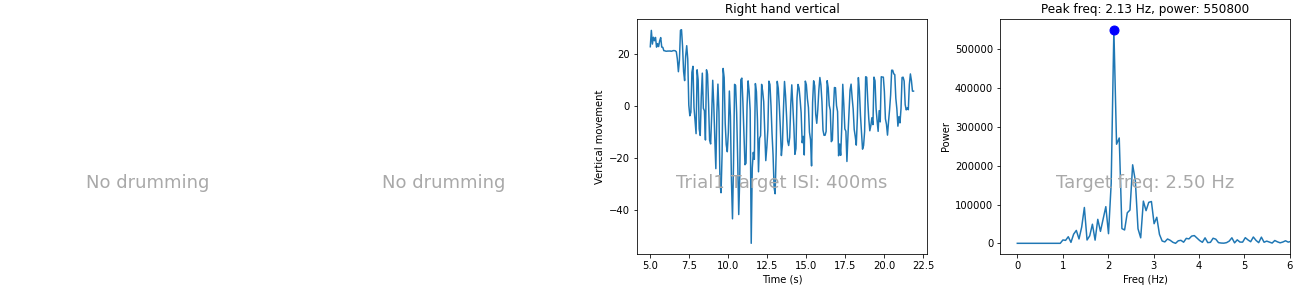 No drumming
No drumming
Right hand vertical
Vertical movement
20
0
−20
−40
5.0 7.5 10.0 12.5 15.0 17.5 20.0 22.5
Time (s)
Trial1 Target ISI: 400ms
Peak freq: 2.13 Hz, power: 550800
Power
500000
400000
300000
200000
100000
0
0 1 2 3 4 5 6
Freq (Hz)
Target freq: 2.50 Hz